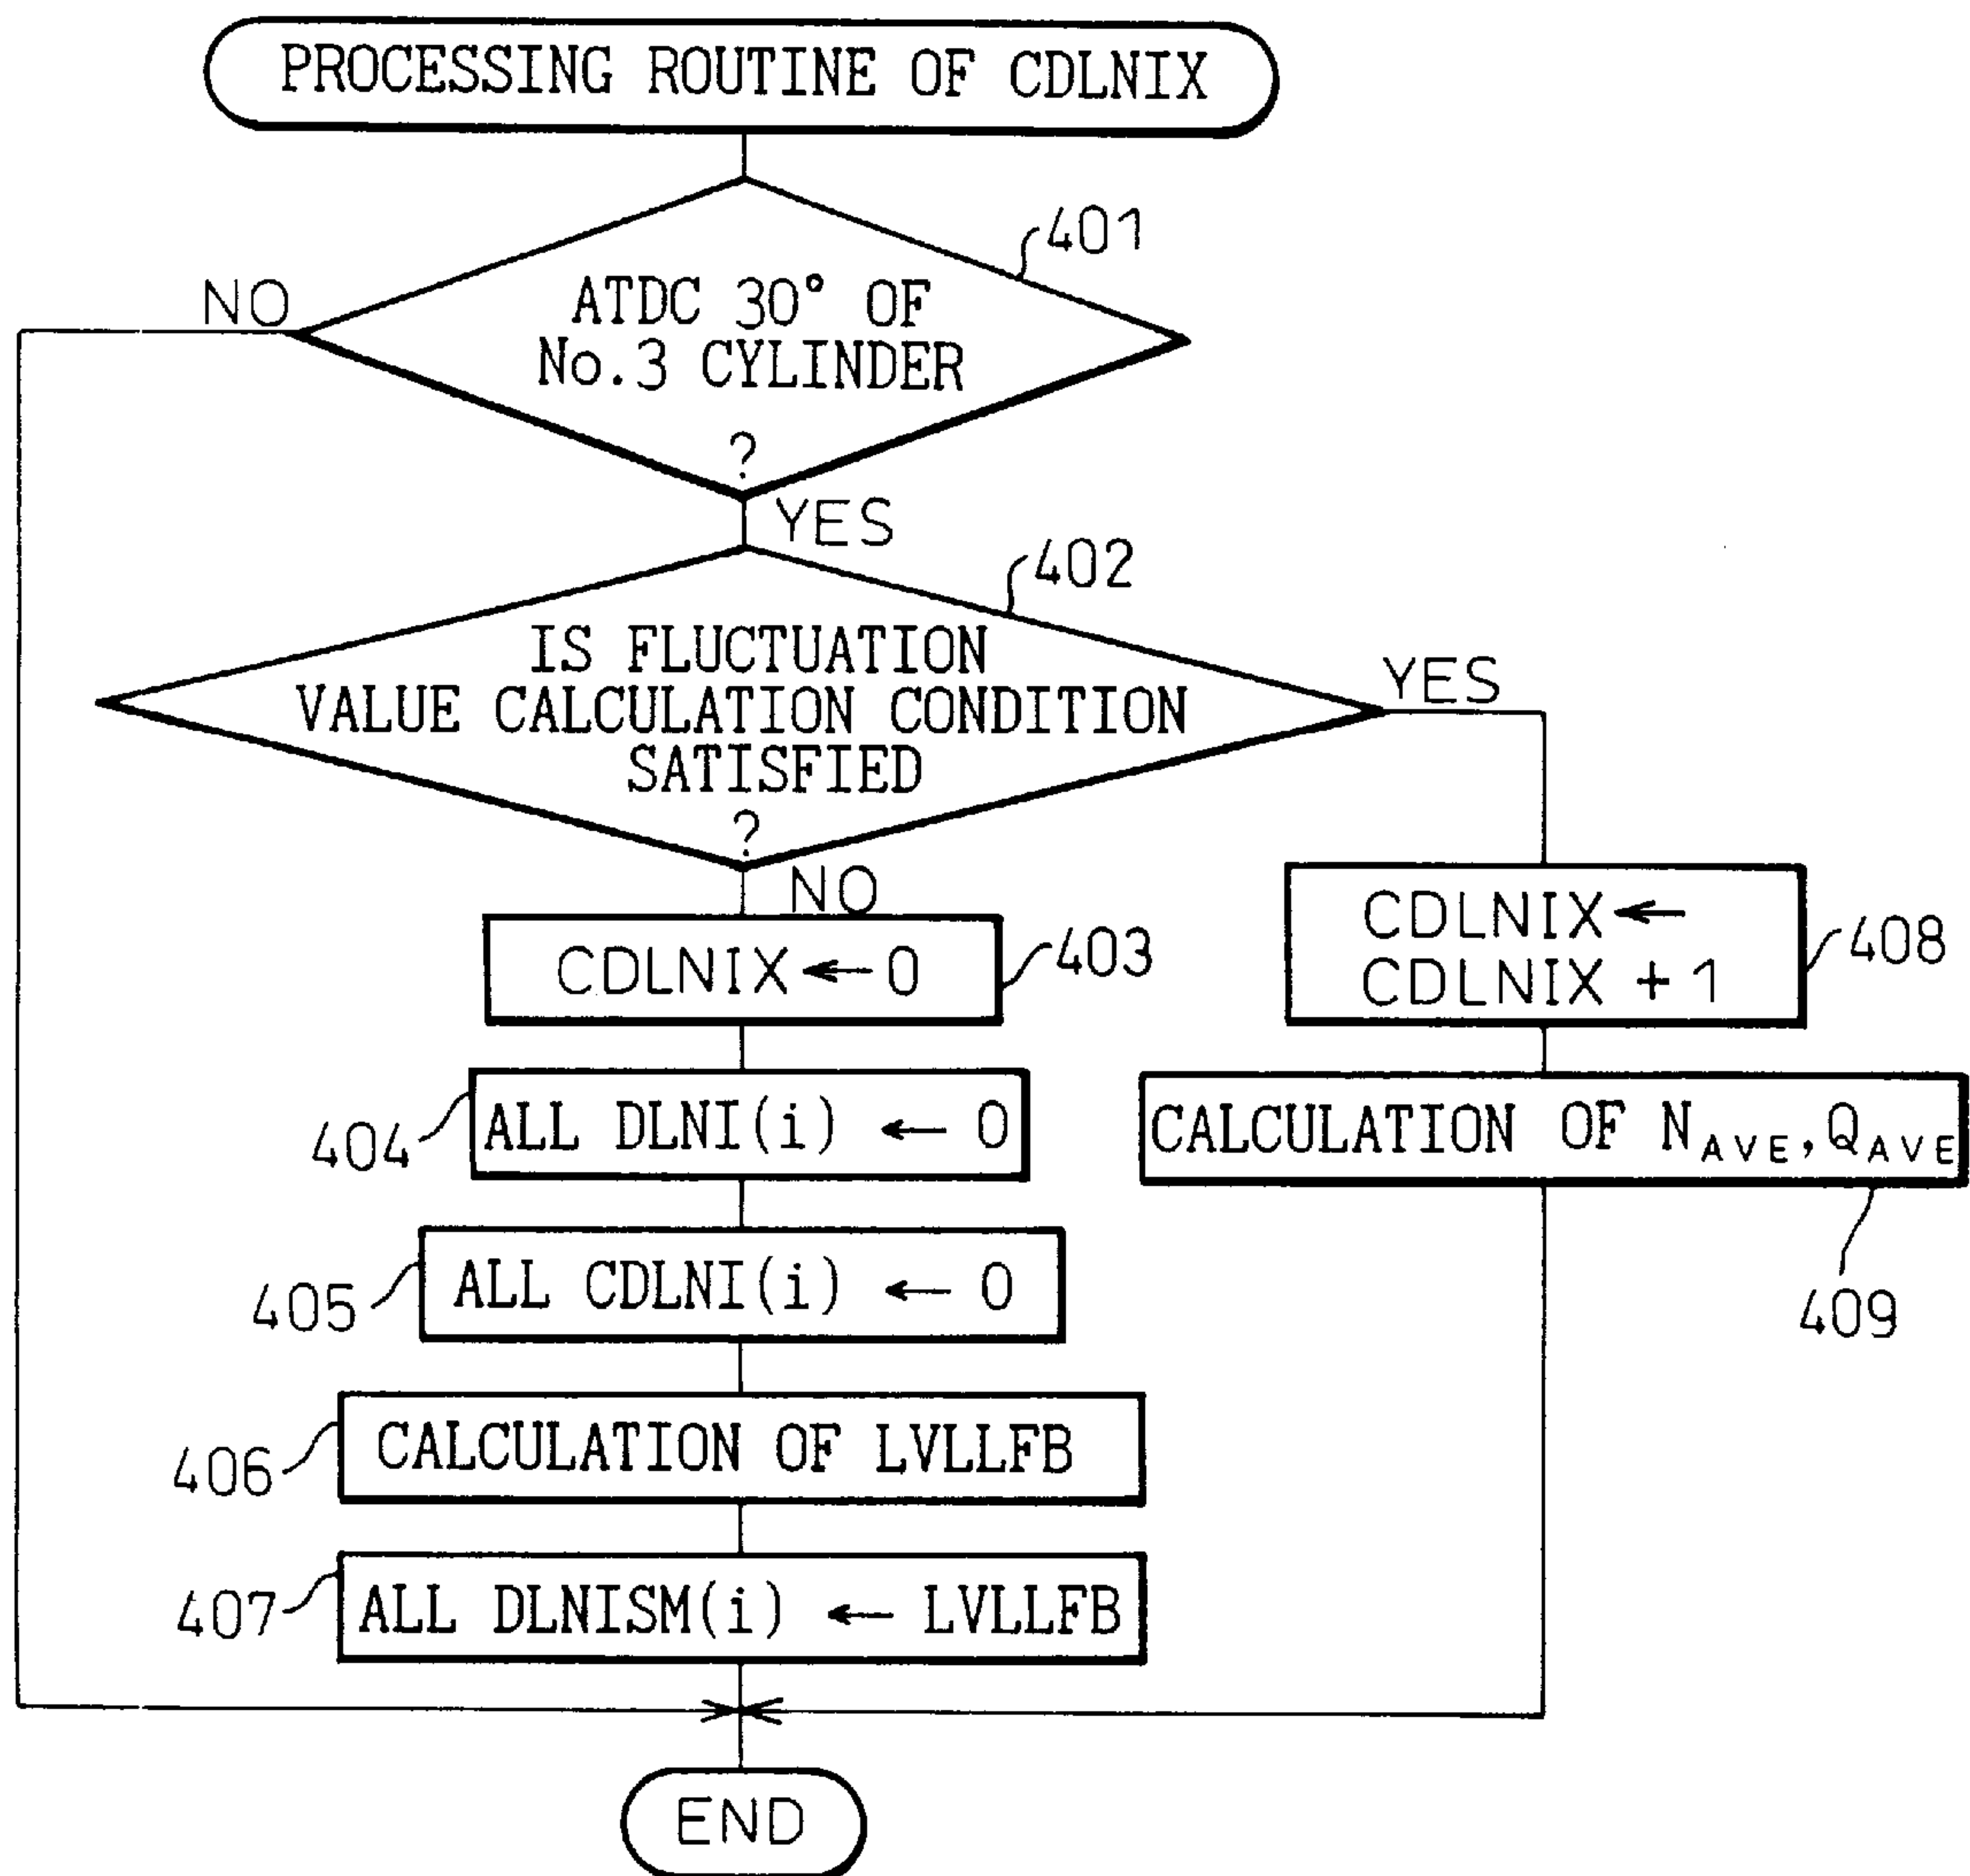 PROCESSING ROUTINE OF CDLNIX
401
NO
ATDC 30° OF
No.3 CYLINDER
?
YES
402
IS FLUCTUATION
VALUE CALCULATION CONDITION
SATISFIED
?
YES
NO
CDLNIX ← 0
403
CDLNIX ←
CDLNIX + 1
408
404
ALL DLNI(i) ← 0
CALCULATION OF N_AVE, Q_AVE
409
405
ALL CDLNI(i) ← 0
406
CALCULATION OF LVLLFB
407
ALL DLNISM(i) ← LVLLFB
END